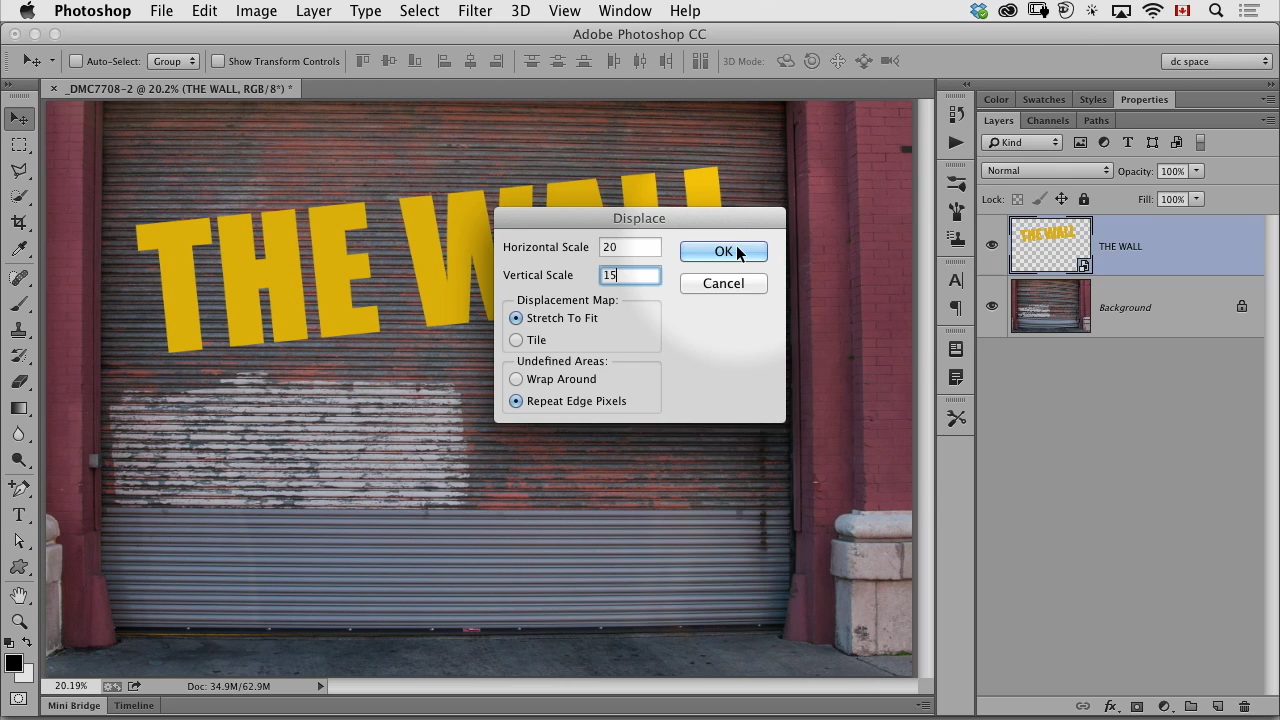 Photoshop File Edit Image Layer Type Select Filter 3D View Window Help
Adobe Photoshop CC
Auto-Select: Group Show Transform Controls 3D Mode: dc space
× _DMC7708-2 @ 20.2% (THE WALL, RGB/8*) *
Color Swatches Styles Properties
Layers Channels Paths
Kind
Normal Opacity: 100%
Lock: Fill: 100%
THE WALL
THE WALL
Background
Displace
Horizontal Scale 20 OK
Vertical Scale 15 Cancel
Displacement Map:
Stretch To Fit
Tile
Undefined Areas:
Wrap Around
Repeat Edge Pixels
20.19% Doc: 34.9M/62.9M
Mini Bridge Timeline
fx